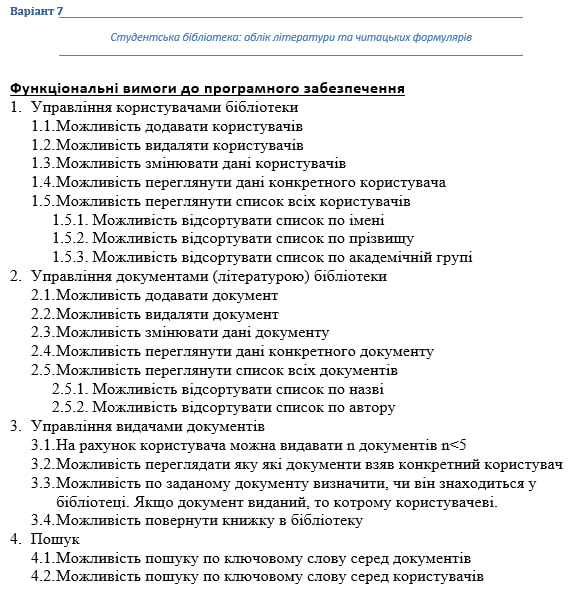 Варіант 7
Студентська бібліотека: облік літератури та читацьких формулярів
Функціональні вимоги до програмного забезпечення
1. Управління користувачами бібліотеки
1.1.Можливість додавати користувачів
1.2.Можливість видаляти користувачів
1.3.Можливість змінювати дані користувачів
1.4.Можливість переглянути дані конкретного користувача
1.5.Можливість переглянути список всіх користувачів
1.5.1. Можливість відсортувати список по імені
1.5.2. Можливість відсортувати список по прізвищу
1.5.3. Можливість відсортувати список по академічній групі
2. Управління документами (літературою) бібліотеки
2.1.Можливість додавати документ
2.2.Можливість видаляти документ
2.3.Можливість змінювати дані документу
2.4.Можливість переглянути дані конкретного документу
2.5.Можливість переглянути список всіх документів
2.5.1. Можливість відсортувати список по назві
2.5.2. Можливість відсортувати список по автору
3. Управління видачами документів
3.1.На рахунок користувача можна видавати n документів n<5
3.2.Можливість переглядати яку які документи взяв конкретний користувач
3.3.Можливість по заданому документу визначити, чи він знаходиться у
бібліотеці. Якщо документ виданий, то котрому користувачеві.
3.4.Можливість повернути книжку в бібліотеку
4. Пошук
4.1.Можливість пошуку по ключовому слову серед документів
4.2.Можливість пошуку по ключовому слову серед користувачів